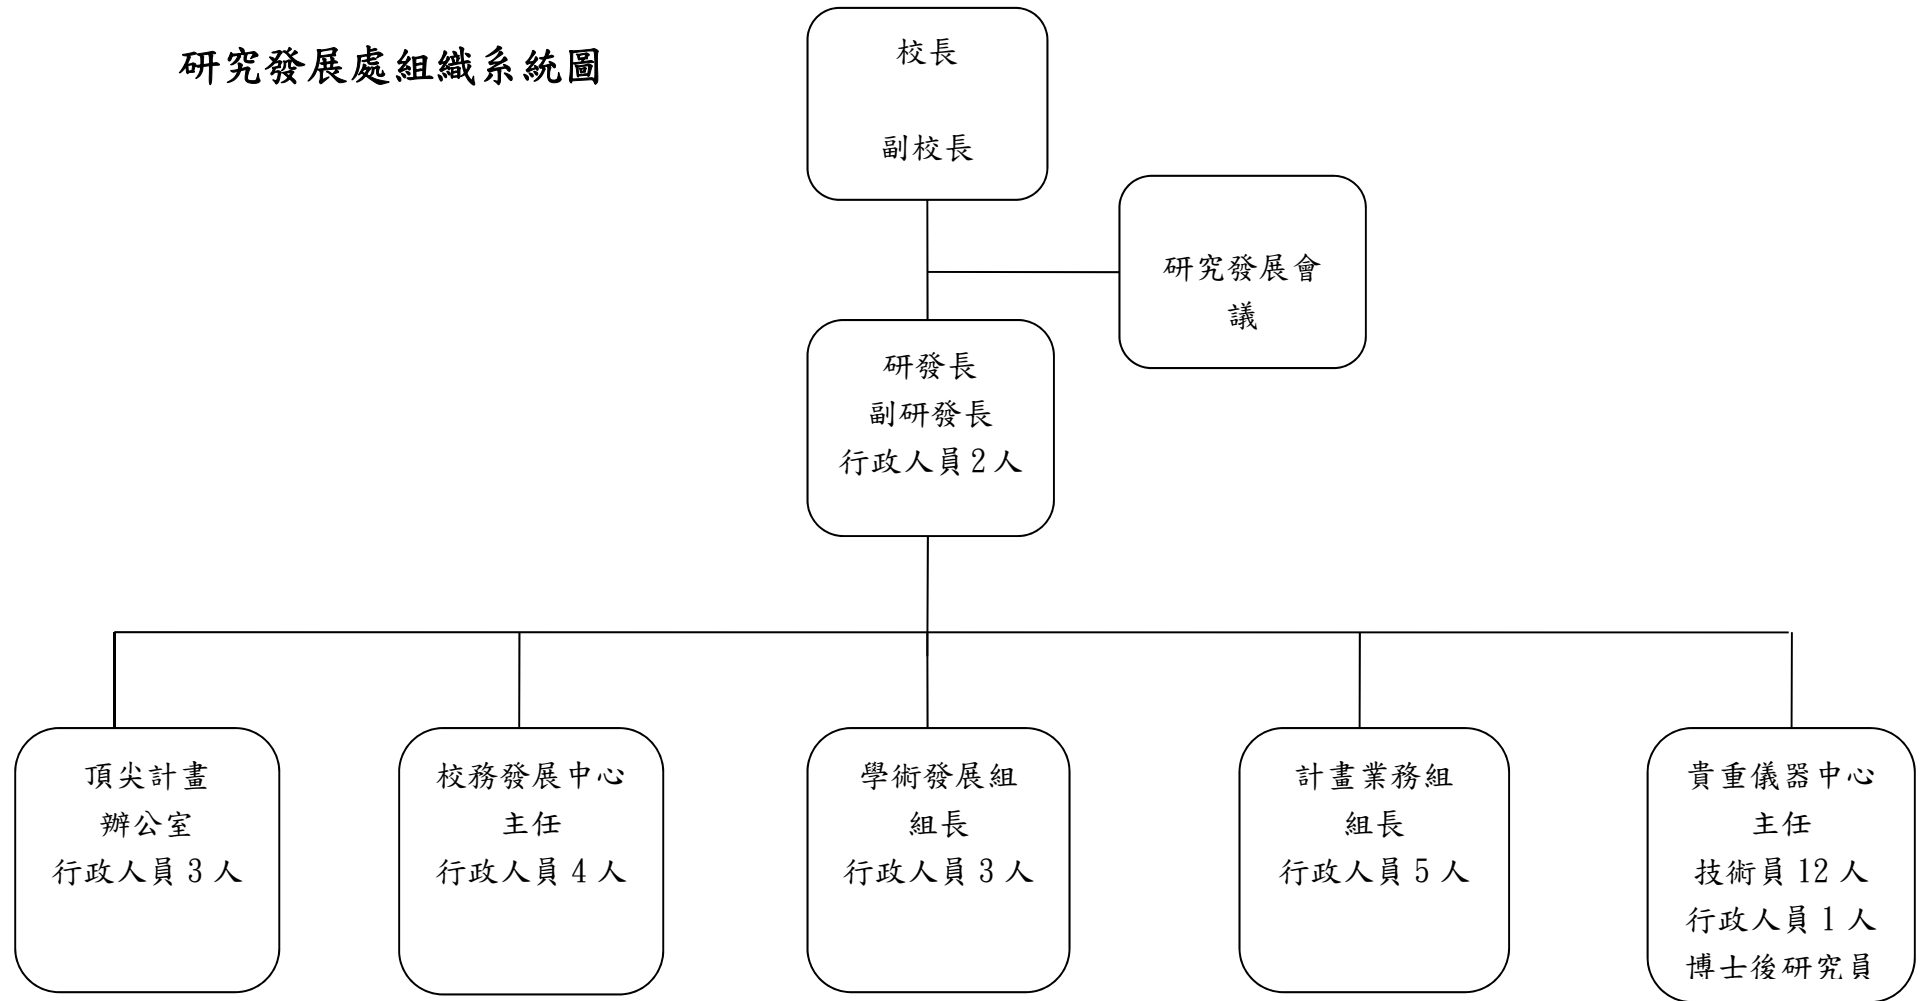 研究發展處組織系統圖
校長
副校長
研究發展會
議
研發長
副研發長
行政人員2人
頂尖計畫
辦公室
行政人員3人
校務發展中心
主任
行政人員4人
學術發展組
組長
行政人員3人
計畫業務組
組長
行政人員5人
貴重儀器中心
主任
技術員12人
行政人員1人
博士後研究員